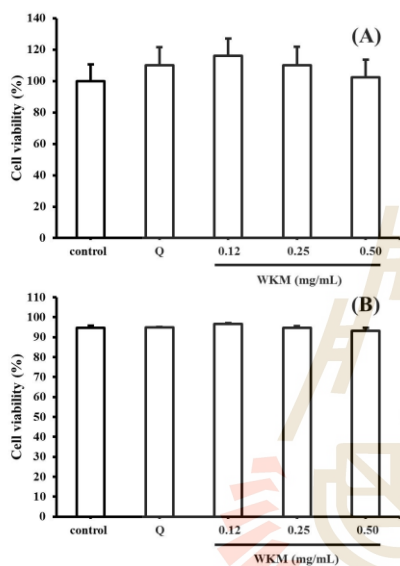 (A)
Cell viability (%)
140
120
100
80
60
40
20
0
control Q 0.12 0.25 0.50
WKM (mg/mL)
(B)
Cell viability (%)
110
100
90
80
70
60
50
40
30
20
10
0
control Q 0.12 0.25 0.50
WKM (mg/mL)